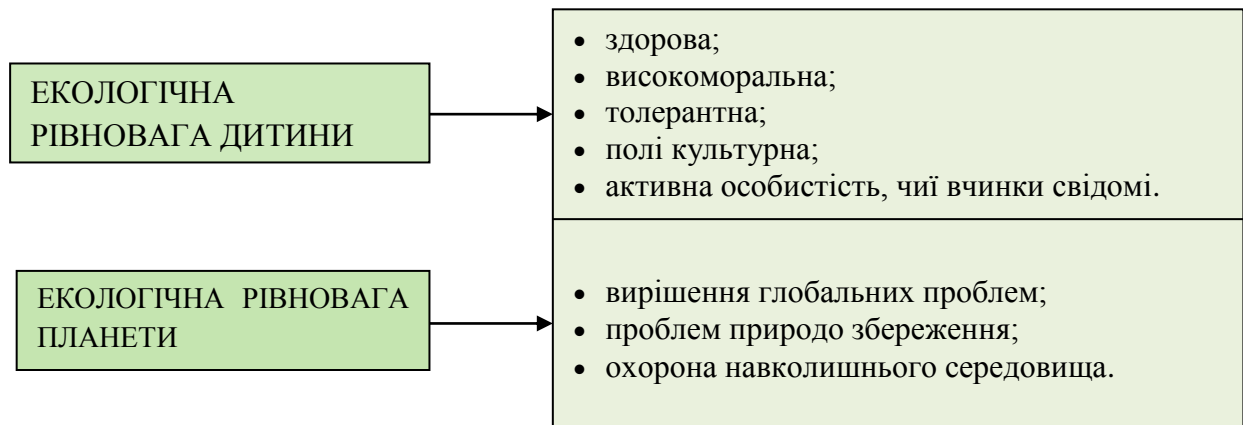 ЕКОЛОГІЧНА
РІВНОВАГА ДИТИНИ
• здорова;
• високоморальна;
• толерантна;
• полі культурна;
• активна особистість, чиї вчинки свідомі.
ЕКОЛОГІЧНА РІВНОВАГА
ПЛАНЕТИ
• вирішення глобальних проблем;
• проблем природо збереження;
• охорона навколишнього середовища.